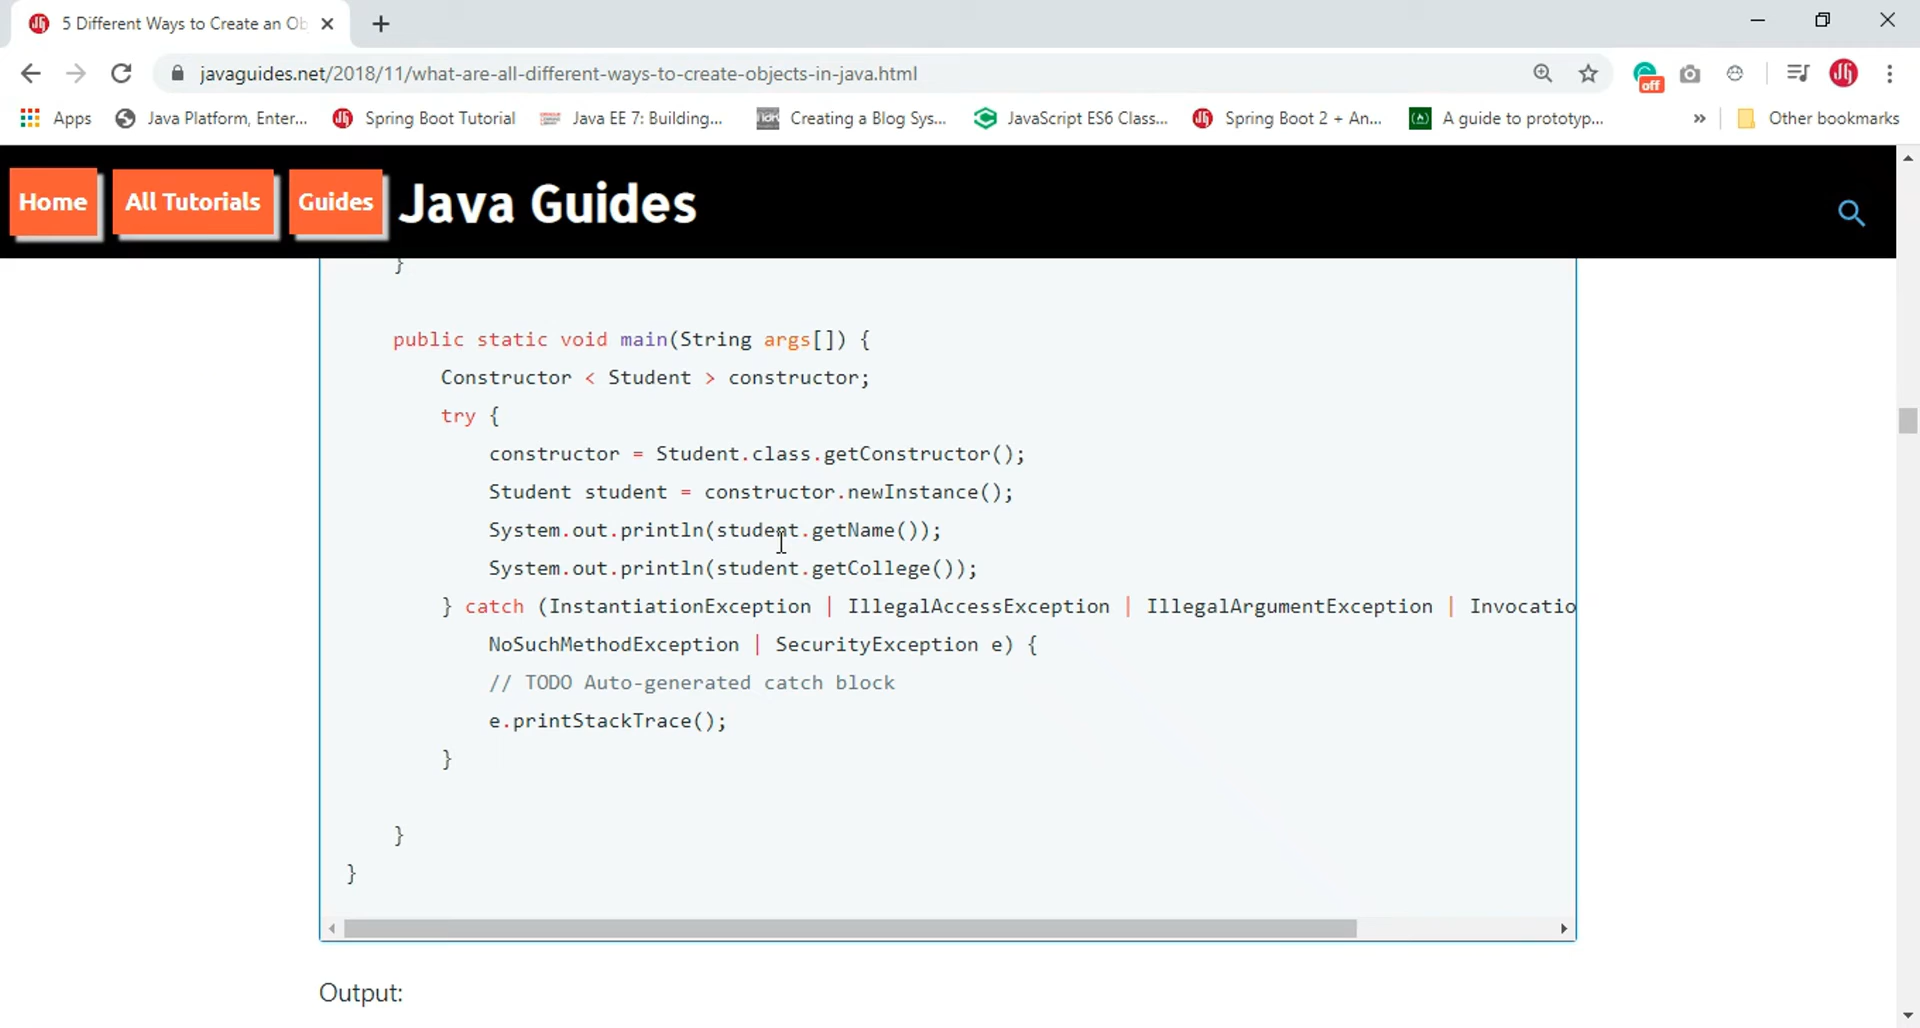 5 Different Ways to Create an Ob
javaguides.net/2018/11/what-are-all-different-ways-to-create-objects-in-java.html
off
Apps Java Platform, Enter... Spring Boot Tutorial Java EE 7: Building... Creating a Blog Sys... JavaScript ES6 Class... Spring Boot 2 + An... A guide to prototyp... » Other bookmarks
Home All Tutorials Guides Java Guides
}
public static void main(String args[]) {
Constructor < Student > constructor;
try {
constructor = Student.class.getConstructor();
Student student = constructor.newInstance();
System.out.println(student.getName());
System.out.println(student.getCollege());
} catch (InstantiationException | IllegalAccessException | IllegalArgumentException | Invocatio
NoSuchMethodException | SecurityException e) {
// TODO Auto-generated catch block
e.printStackTrace();
}
}
}
Output: